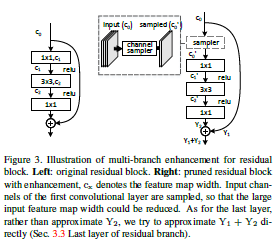 c₀
input (c₀) sampled (c₀')
channel
sampler
c₀
sampler
c₀'
1x1,c₁
c₁ relu
3x3,c₂
c₂ relu
1x1
1x1
c₁' relu
3x3
c₂' relu
1x1
Y₂
Y₁
Y₁+Y₂
Figure 3. Illustration of multi-branch enhancement for residual
block. Left: original residual block. Right: pruned residual block
with enhancement, cₓ denotes the feature map width. Input chan-
nels of the first convolutional layer are sampled, so that the large
input feature map width could be reduced. As for the last layer,
rather than approximate Y₂, we try to approximate Y₁ + Y₂ di-
rectly (Sec. 3.3 Last layer of residual branch).